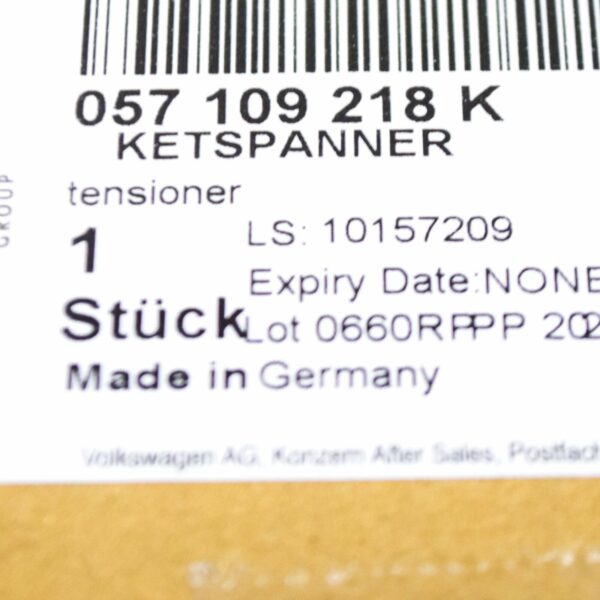 057 109 218 K
KETSPANNER
GROUP
tensioner
1
LS: 10157209
Expiry Date:NONE
Stück
Lot 0660RPPP 202
Made in Germany
Volkswagen AG, Konzern After Sales, Postfach